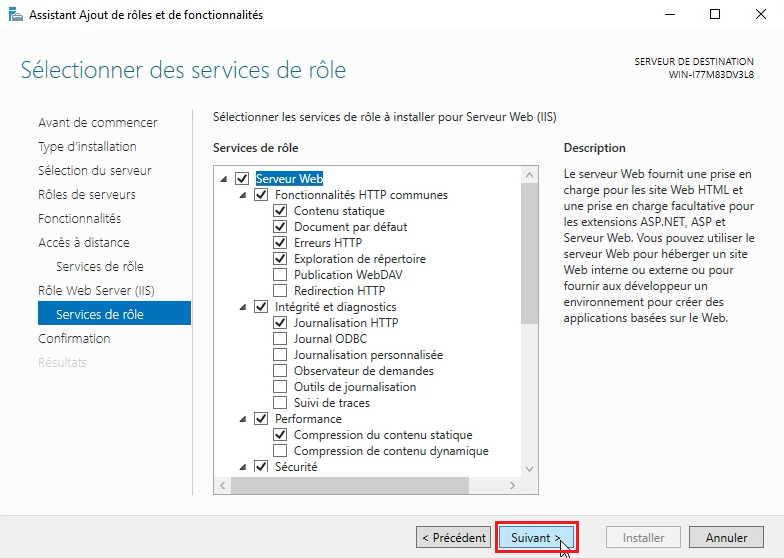 Assistant Ajout de rôles et de fonctionnalités
Sélectionner des services de rôle
SERVEUR DE DESTINATION
WIN-I77M83DV3L8
Avant de commencer
Type d'installation
Sélection du serveur
Rôles de serveurs
Fonctionnalités
Accès à distance
Services de rôle
Rôle Web Server (IIS)
Services de rôle
Confirmation
Résultats
Sélectionner les services de rôle à installer pour Serveur Web (IIS)
Services de rôle
Serveur Web
Fonctionnalités HTTP communes
Contenu statique
Document par défaut
Erreurs HTTP
Exploration de répertoire
Publication WebDAV
Redirection HTTP
Intégrité et diagnostics
Journalisation HTTP
Journal ODBC
Journalisation personnalisée
Observateur de demandes
Outils de journalisation
Suivi de traces
Performance
Compression du contenu statique
Compression de contenu dynamique
Sécurité
Description
Le serveur Web fournit une prise en
charge pour les site Web HTML et
une prise en charge facultative pour
les extensions ASP.NET, ASP et
Serveur Web. Vous pouvez utiliser le
serveur Web pour héberger un site
Web interne ou externe ou pour
fournir aux développeur un
environnement pour créer des
applications basées sur le Web.
< Précédent
Suivant >
Installer
Annuler